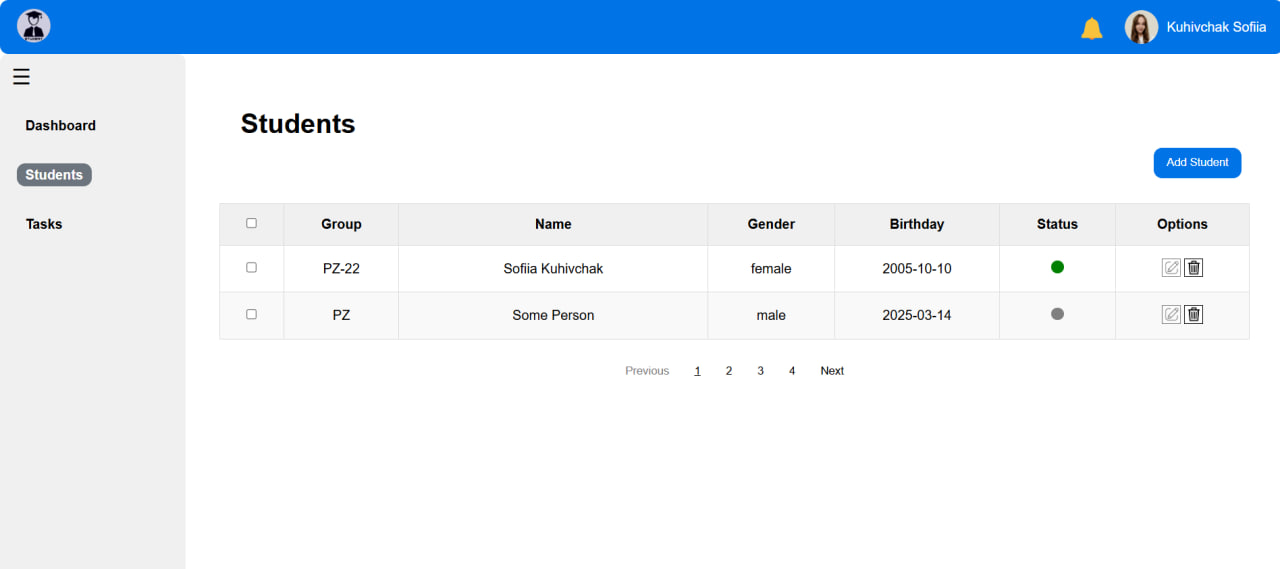 Kuhivchak Sofiia
Dashboard
Students
Tasks
Students
Add Student
Group Name Gender Birthday Status Options
PZ-22 Sofiia Kuhivchak female 2005-10-10
PZ Some Person male 2025-03-14
Previous 1 2 3 4 Next